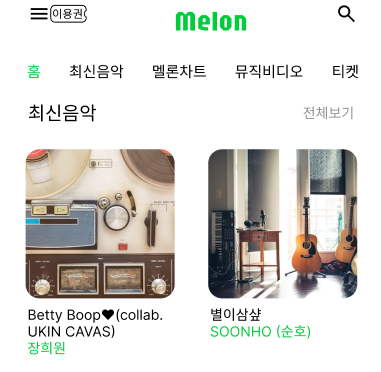 이용권
Melon
홈 최신음악 멜론차트 뮤직비디오 티켓
최신음악 전체보기
Betty Boop♥(collab.
UKIN CAVAS)
장희원
별이삼샾
SOONHO (순호)